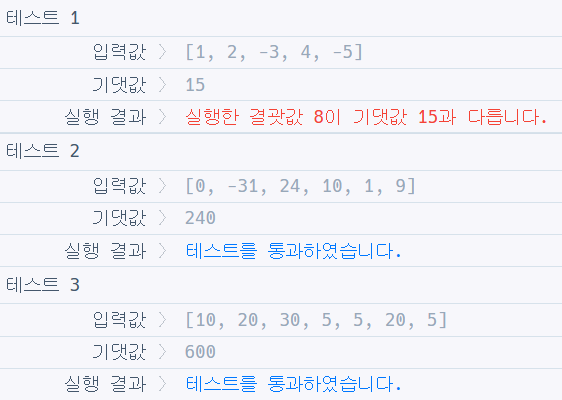 테스트 1
입력값 〉 [1, 2, -3, 4, -5]
기댓값 〉 15
실행 결과 〉 실행한 결괏값 8이 기댓값 15과 다릅니다.
테스트 2
입력값 〉 [0, -31, 24, 10, 1, 9]
기댓값 〉 240
실행 결과 〉 테스트를 통과하였습니다.
테스트 3
입력값 〉 [10, 20, 30, 5, 5, 20, 5]
기댓값 〉 600
실행 결과 〉 테스트를 통과하였습니다.